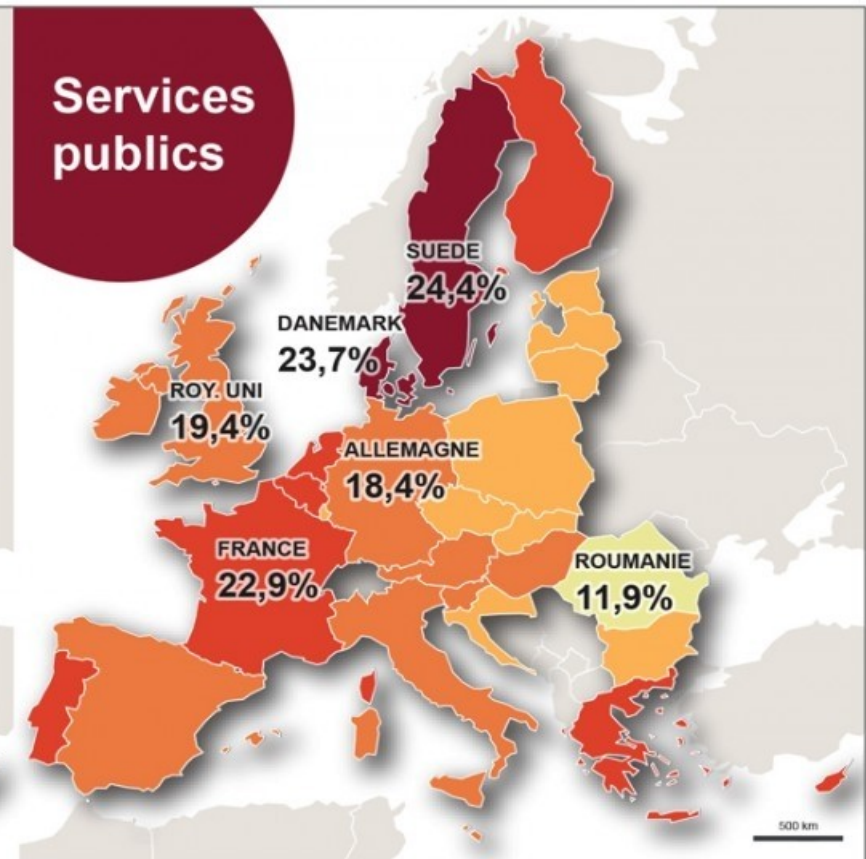 Services
publics
SUEDE
24,4%
DANEMARK
23,7%
ROY. UNI
19,4%
ALLEMAGNE
18,4%
FRANCE
22,9%
ROUMANIE
11,9%
500 km